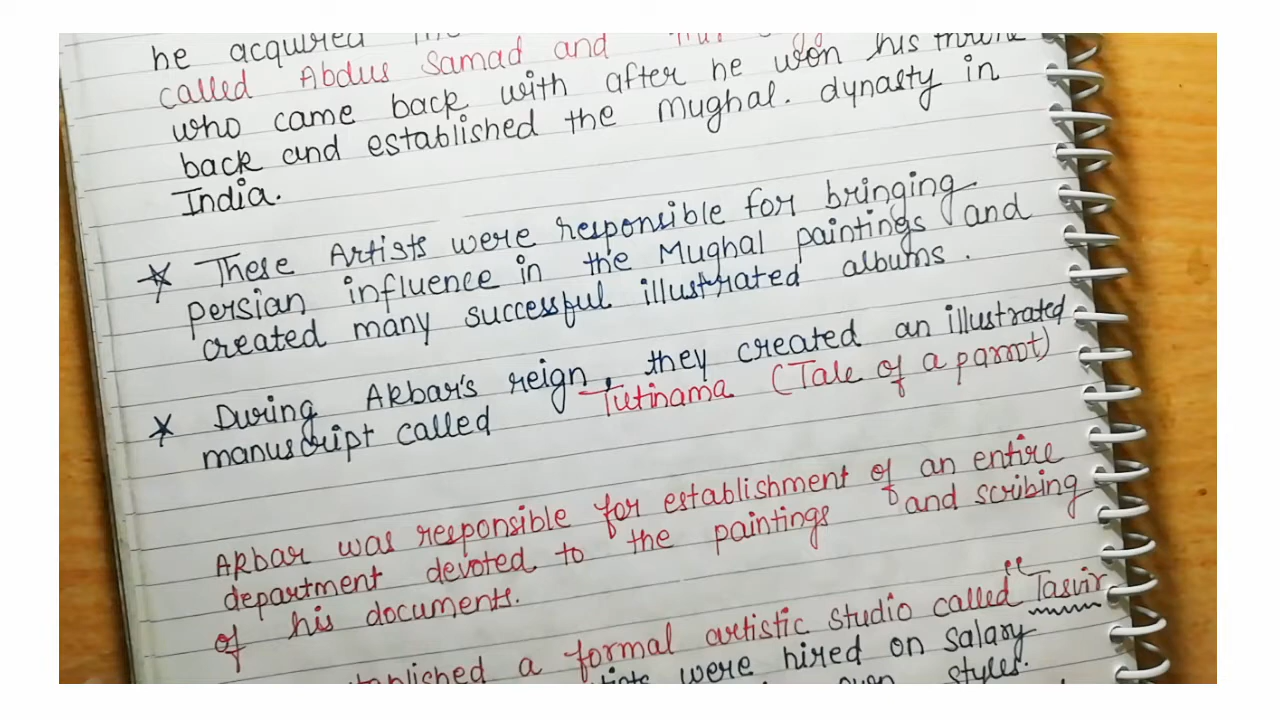 he acquired
called Abdus Samad and
who came back with after he won his throne
back and established the Mughal. dynasty in
India.
☆ These Artists were responsible for bringing
persian influence in the Mughal paintings and
created many successful illustrated albums.
* During Akbar's reign, they created an illustrated
manuscript called Tutinama (Tale of a parrot)
Akbar was responsible for establishment of an entire
department devoted to the paintings and scribing
of his documents.
a formal artistic studio called "Tasvir
were hired on salary
own styles.